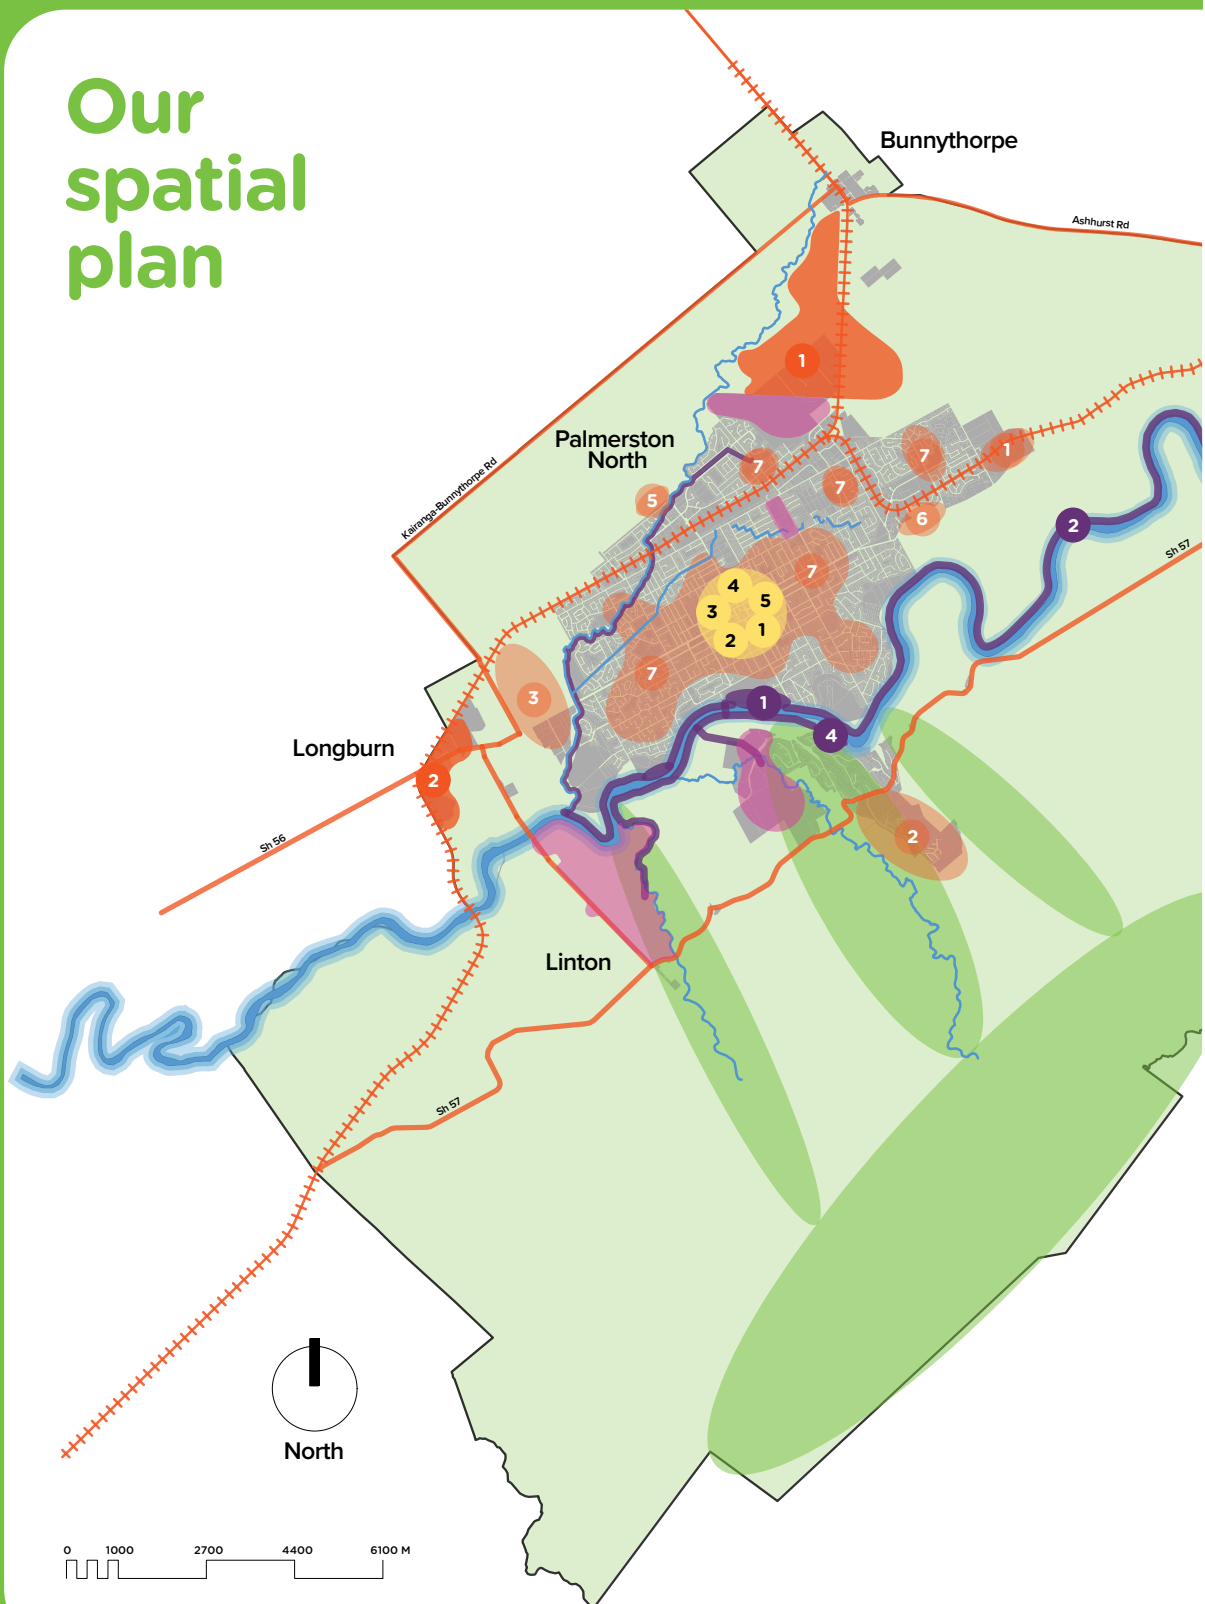 Our
spatial
plan
Bunnythorpe
Ashhurst Rd
1
Palmerston
North
Kairanga-Bunnythorpe Rd
7
7
1
7
5
6
2
Sh 57
7
4
5
3
1
2
7
3
1
4
Longburn
2
2
Sh 56
Linton
Sh 57
North
0 1000 2700 4400 6100 M